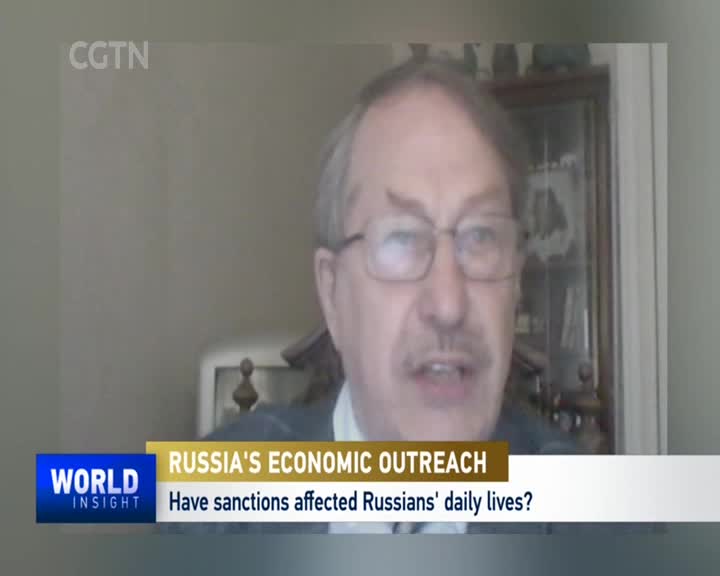 CGTN
RUSSIA'S ECONOMIC OUTREACH
WORLD
INSIGHT
Have sanctions affected Russians' daily lives?